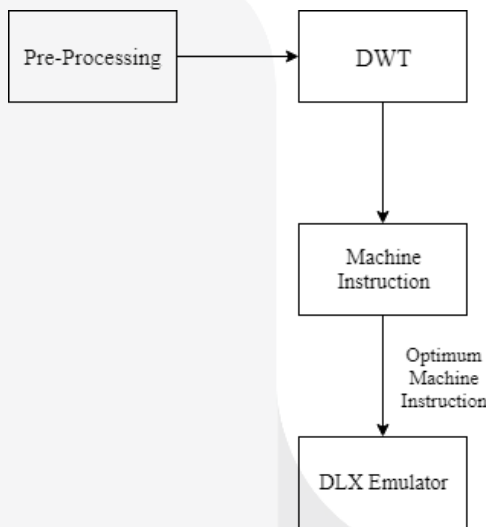 Pre-Processing
DWT
Machine
Instruction
Optimum
Machine
Instruction
DLX Emulator